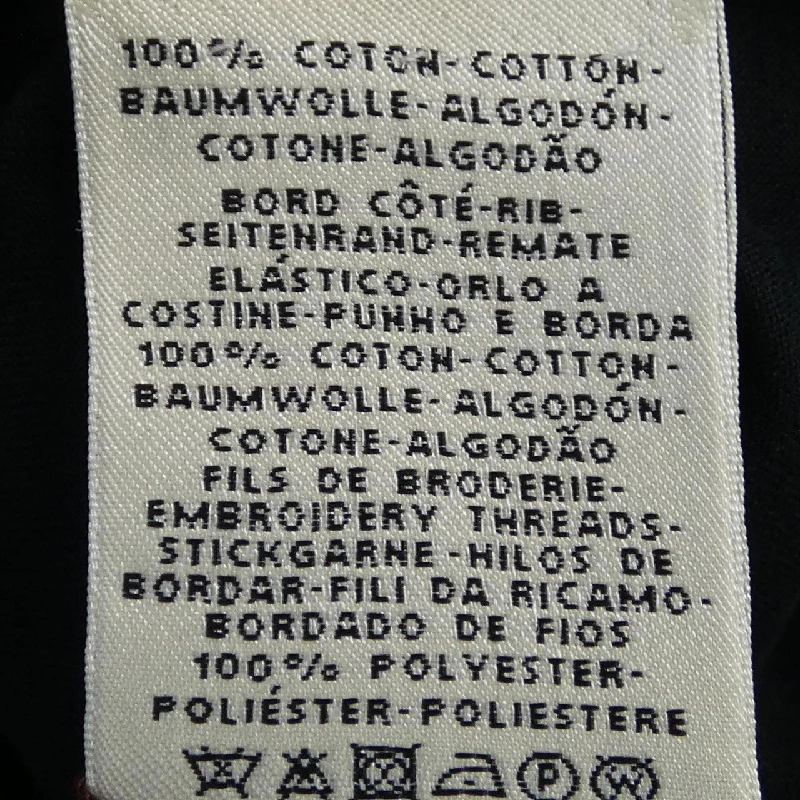 100% COTON-COTTON-
BAUMWOLLE-ALGODÓN-
COTONE-ALGODÃO
BORD CÔTÉ-RIB-
SEITENRAND-REMATE
ELÁSTICO-ORLO A
COSTINE-PUNHO E BORDA
100% COTON-COTTON-
BAUMWOLLE-ALGODÓN-
COTONE-ALGODÃO
FILS DE BRODERIE-
EMBROIDERY THREADS-
STICKGARNE-HILOS DE
BORDAR-FILI DA RICAMO-
BORDADO DE FIOS
100% POLYESTER-
POLIÉSTER-POLIESTERE
P W